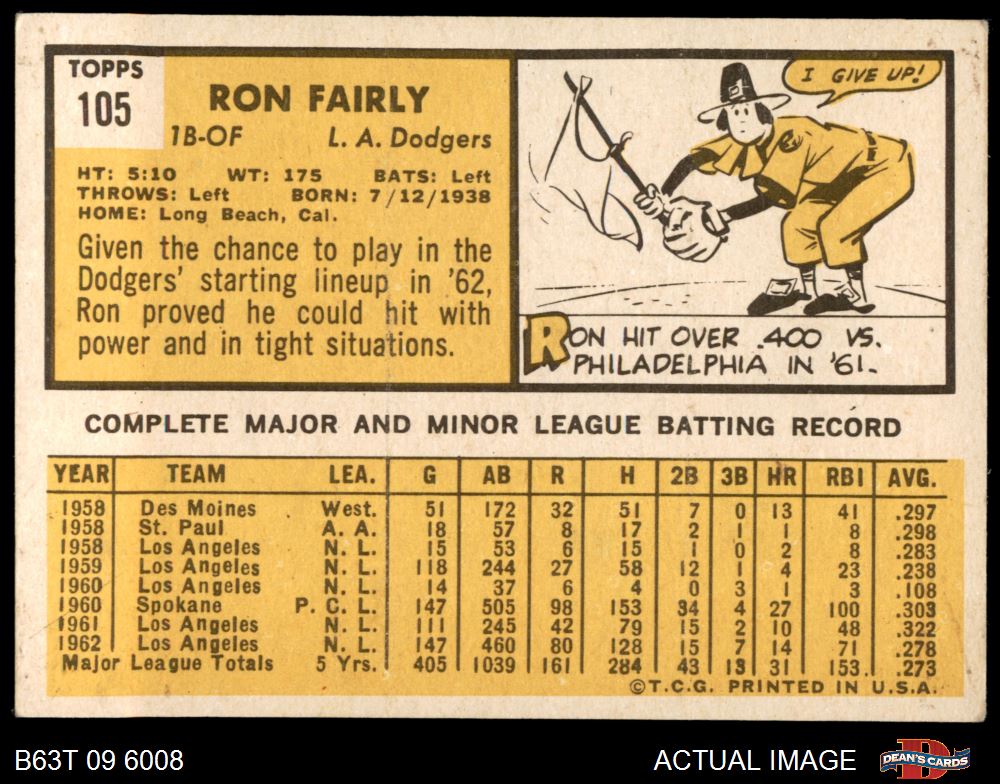 TOPPS
105
RON FAIRLY
1B-OF L. A. Dodgers
HT: 5:10 WT: 175 BATS: Left
THROWS: Left BORN: 7/12/1938
HOME: Long Beach, Cal.
Given the chance to play in the
Dodgers' starting lineup in '62,
Ron proved he could hit with
power and in tight situations.
I GIVE UP!
RON HIT OVER .400 VS.
PHILADELPHIA IN '61.
COMPLETE MAJOR AND MINOR LEAGUE BATTING RECORD
YEAR TEAM LEA. G AB R H 2B 3B HR RBI AVG.
1958 Des Moines West. 51 172 32 51 7 0 13 41 .297
1958 St. Paul A. A. 18 57 8 17 2 1 1 8 .298
1958 Los Angeles N. L. 15 53 6 15 1 0 2 8 .283
1959 Los Angeles N. L. 118 244 27 58 12 1 4 23 .238
1960 Los Angeles N. L. 14 37 6 4 0 3 1 3 .108
1960 Spokane P. C. L. 147 505 98 153 34 4 27 100 .303
1961 Los Angeles N. L. 111 245 42 79 15 2 10 48 .322
1962 Los Angeles N. L. 147 460 80 128 15 7 14 71 .278
Major League Totals 5 Yrs. 405 1039 161 284 43 13 31 153 .273
©T.C.G. PRINTED IN U.S.A.
B63T 09 6008 ACTUAL IMAGE DEAN'S CARDS